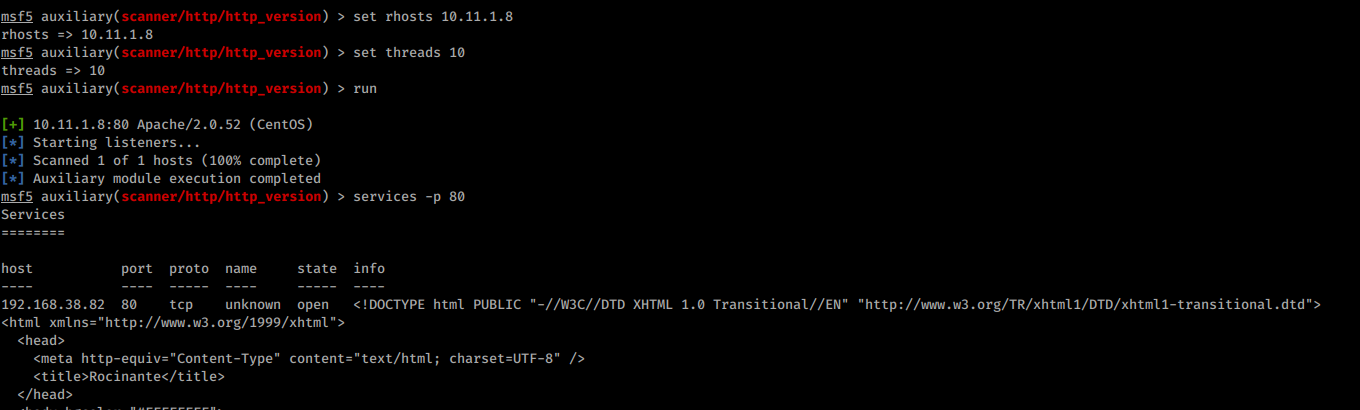 msf5 auxiliary(scanner/http/http_version) > set rhosts 10.11.1.8
rhosts => 10.11.1.8
msf5 auxiliary(scanner/http/http_version) > set threads 10
threads => 10
msf5 auxiliary(scanner/http/http_version) > run
[+] 10.11.1.8:80 Apache/2.0.52 (CentOS)
[*] Starting listeners...
[*] Scanned 1 of 1 hosts (100% complete)
[*] Auxiliary module execution completed
msf5 auxiliary(scanner/http/http_version) > services -p 80
Services
========
host port proto name state info
---- ---- ----- ---- ----- ----
192.168.38.82 80 tcp unknown open <!DOCTYPE html PUBLIC "-//W3C//DTD XHTML 1.0 Transitional//EN" "http://www.w3.org/TR/xhtml1/DTD/xhtml1-transitional.dtd">
<html xmlns="http://www.w3.org/1999/xhtml">
<head>
<meta http-equiv="Content-Type" content="text/html; charset=UTF-8" />
<title>Rocinante</title>
</head>